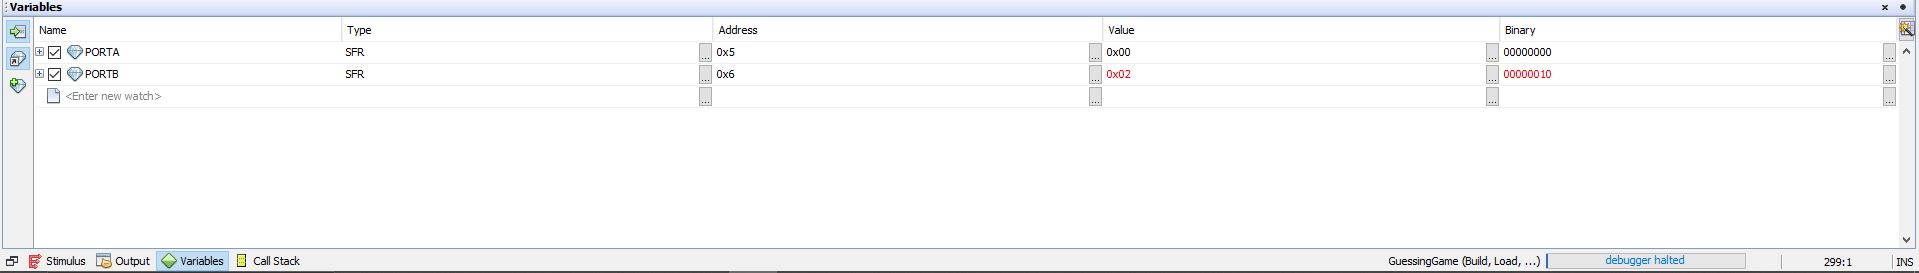 Variables
Name Type Address Value Binary
PORTA SFR ... 0x5 ... 0x00 ... 00000000 ...
PORTB SFR ... 0x6 ... 0x02 ... 00000010 ...
<Enter new watch> ... ... ... ...
Stimulus Output Variables Call Stack GuessingGame (Build, Load, ...) debugger halted 299:1 INS